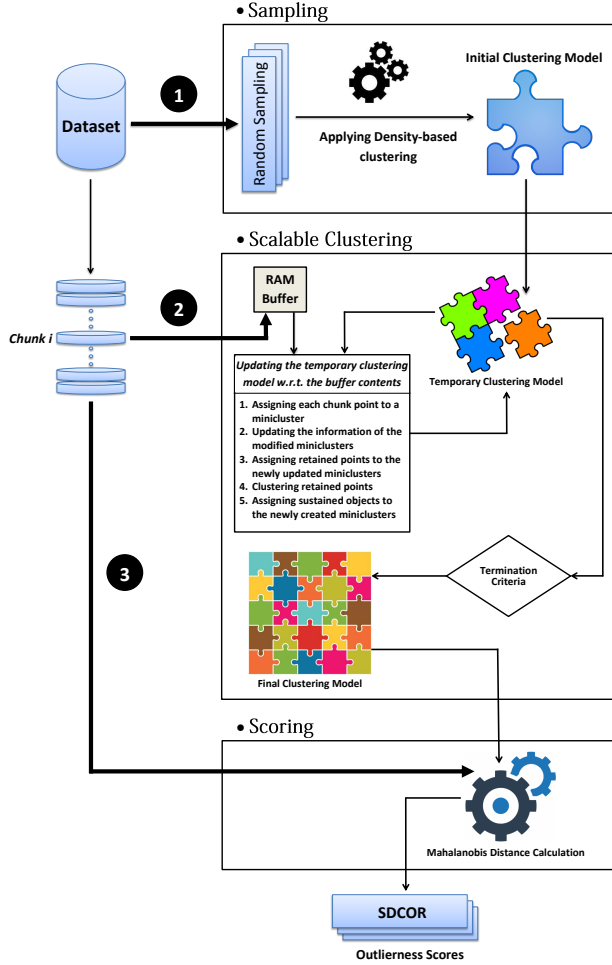 • Sampling
1
Dataset
Random Sampling
Applying Density-based
clustering
Initial Clustering Model
• Scalable Clustering
2
RAM
Buffer
Chunk i
Temporary Clustering Model
Updating the temporary clustering
model w.r.t. the buffer contents
1. Assigning each chunk point to a
minicluster
2. Updating the information of the
modified miniclusters
3. Assigning retained points to the
newly updated miniclusters
4. Clustering retained points
5. Assigning sustained objects to
the newly created miniclusters
3
Termination
Criteria
Final Clustering Model
• Scoring
Mahalanobis Distance Calculation
SDCOR
Outlierness Scores